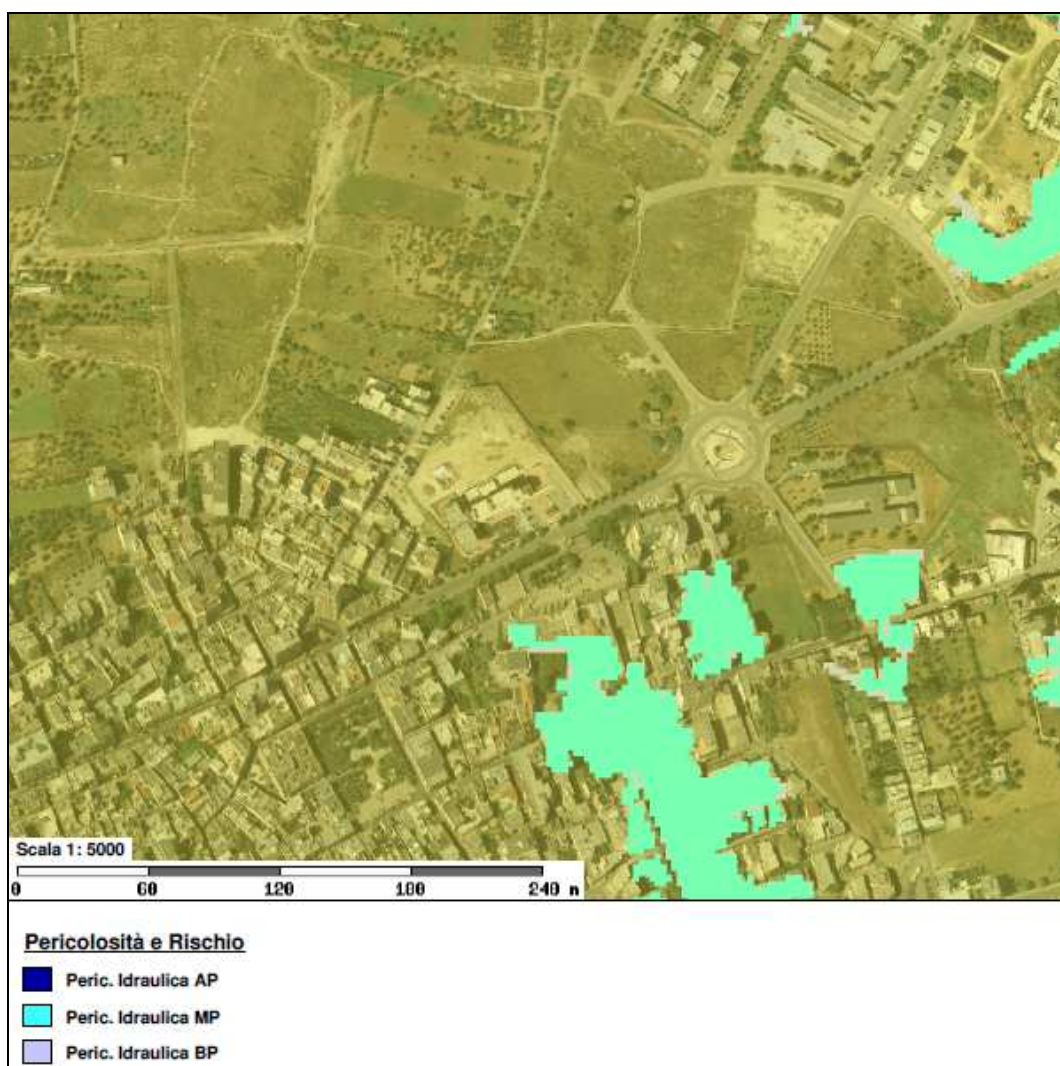 Scala 1: 5000
0 60 120 180 240 m
Pericolosità e Rischio
Peric. Idraulica AP
Peric. Idraulica MP
Peric. Idraulica BP